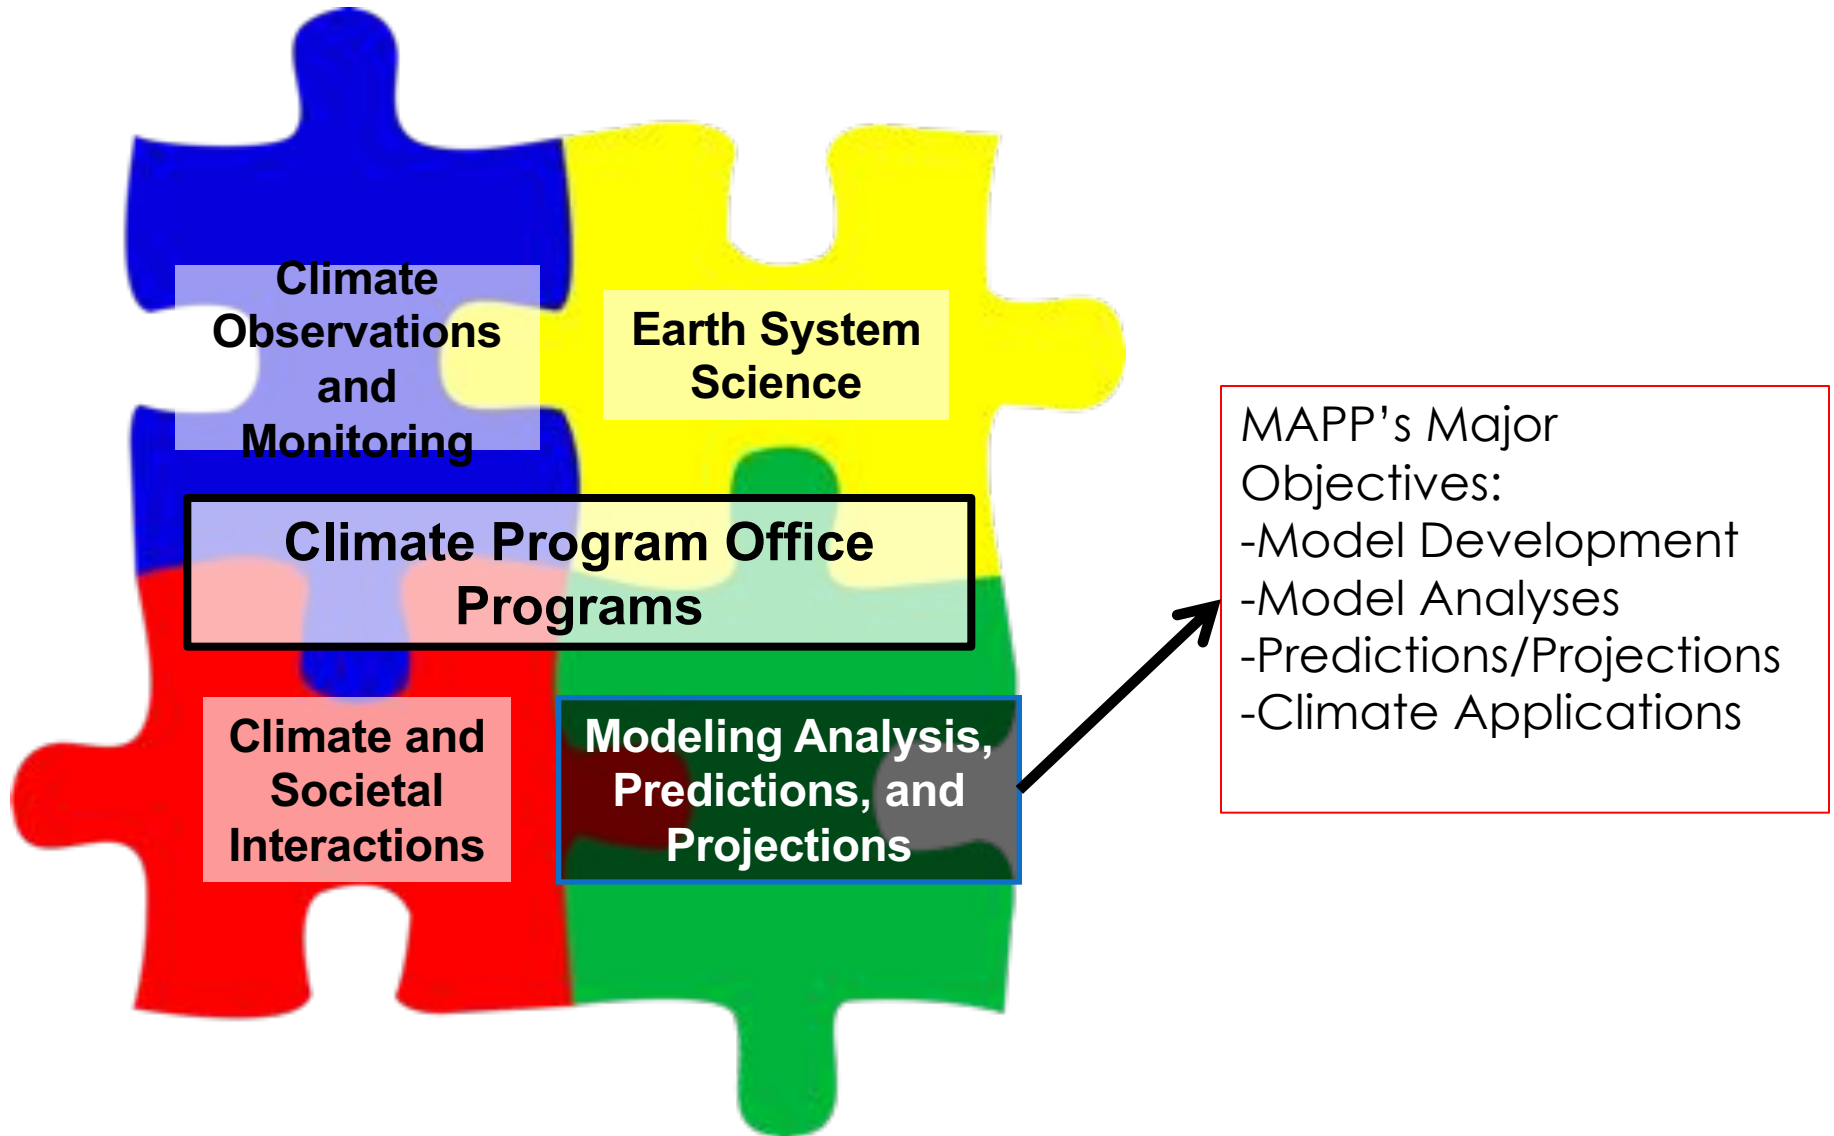 Climate
Observations
and
Monitoring
Earth System
Science
Climate Program Office
Programs
Climate and
Societal
Interactions
Modeling Analysis,
Predictions, and
Projections
MAPP’s Major
Objectives:
-Model Development
-Model Analyses
-Predictions/Projections
-Climate Applications